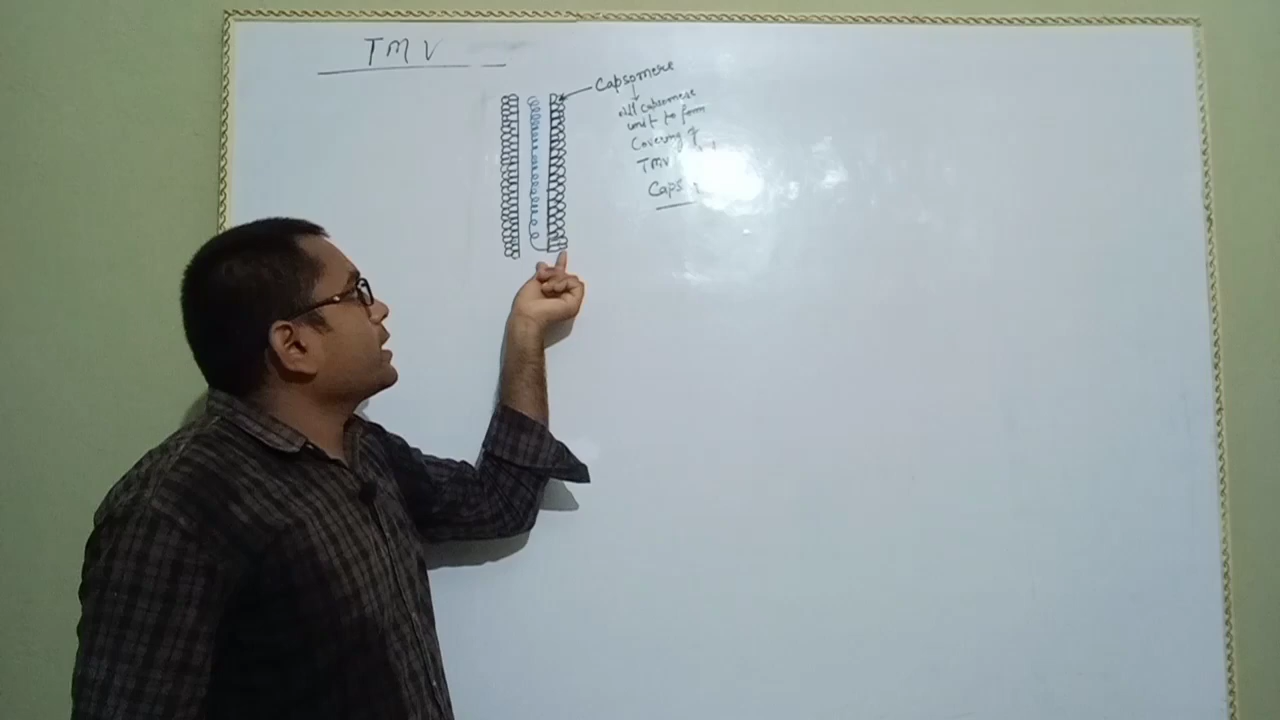 TMV
Capsomere
all capsomere
unit to form
Covering of
TMV
Caps